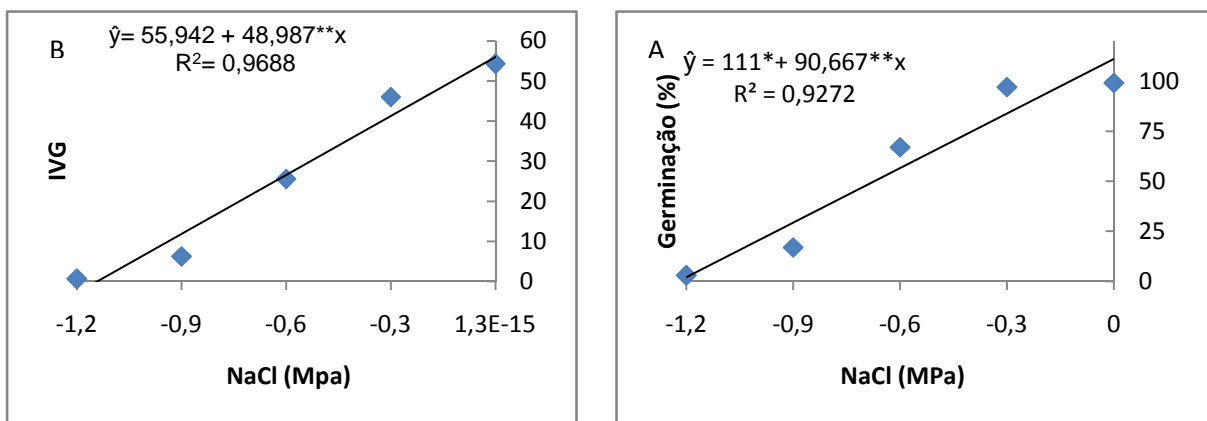 B
ŷ= 55,942 + 48,987**x
R²= 0,9688
IVG
60
50
40
30
20
10
0
-1,2 -0,9 -0,6 -0,3 1,3E-15
NaCl (Mpa)
A
ŷ = 111*+ 90,667**x
R² = 0,9272
Germinação (%)
100
75
50
25
0
-1,2 -0,9 -0,6 -0,3 0
NaCl (MPa)